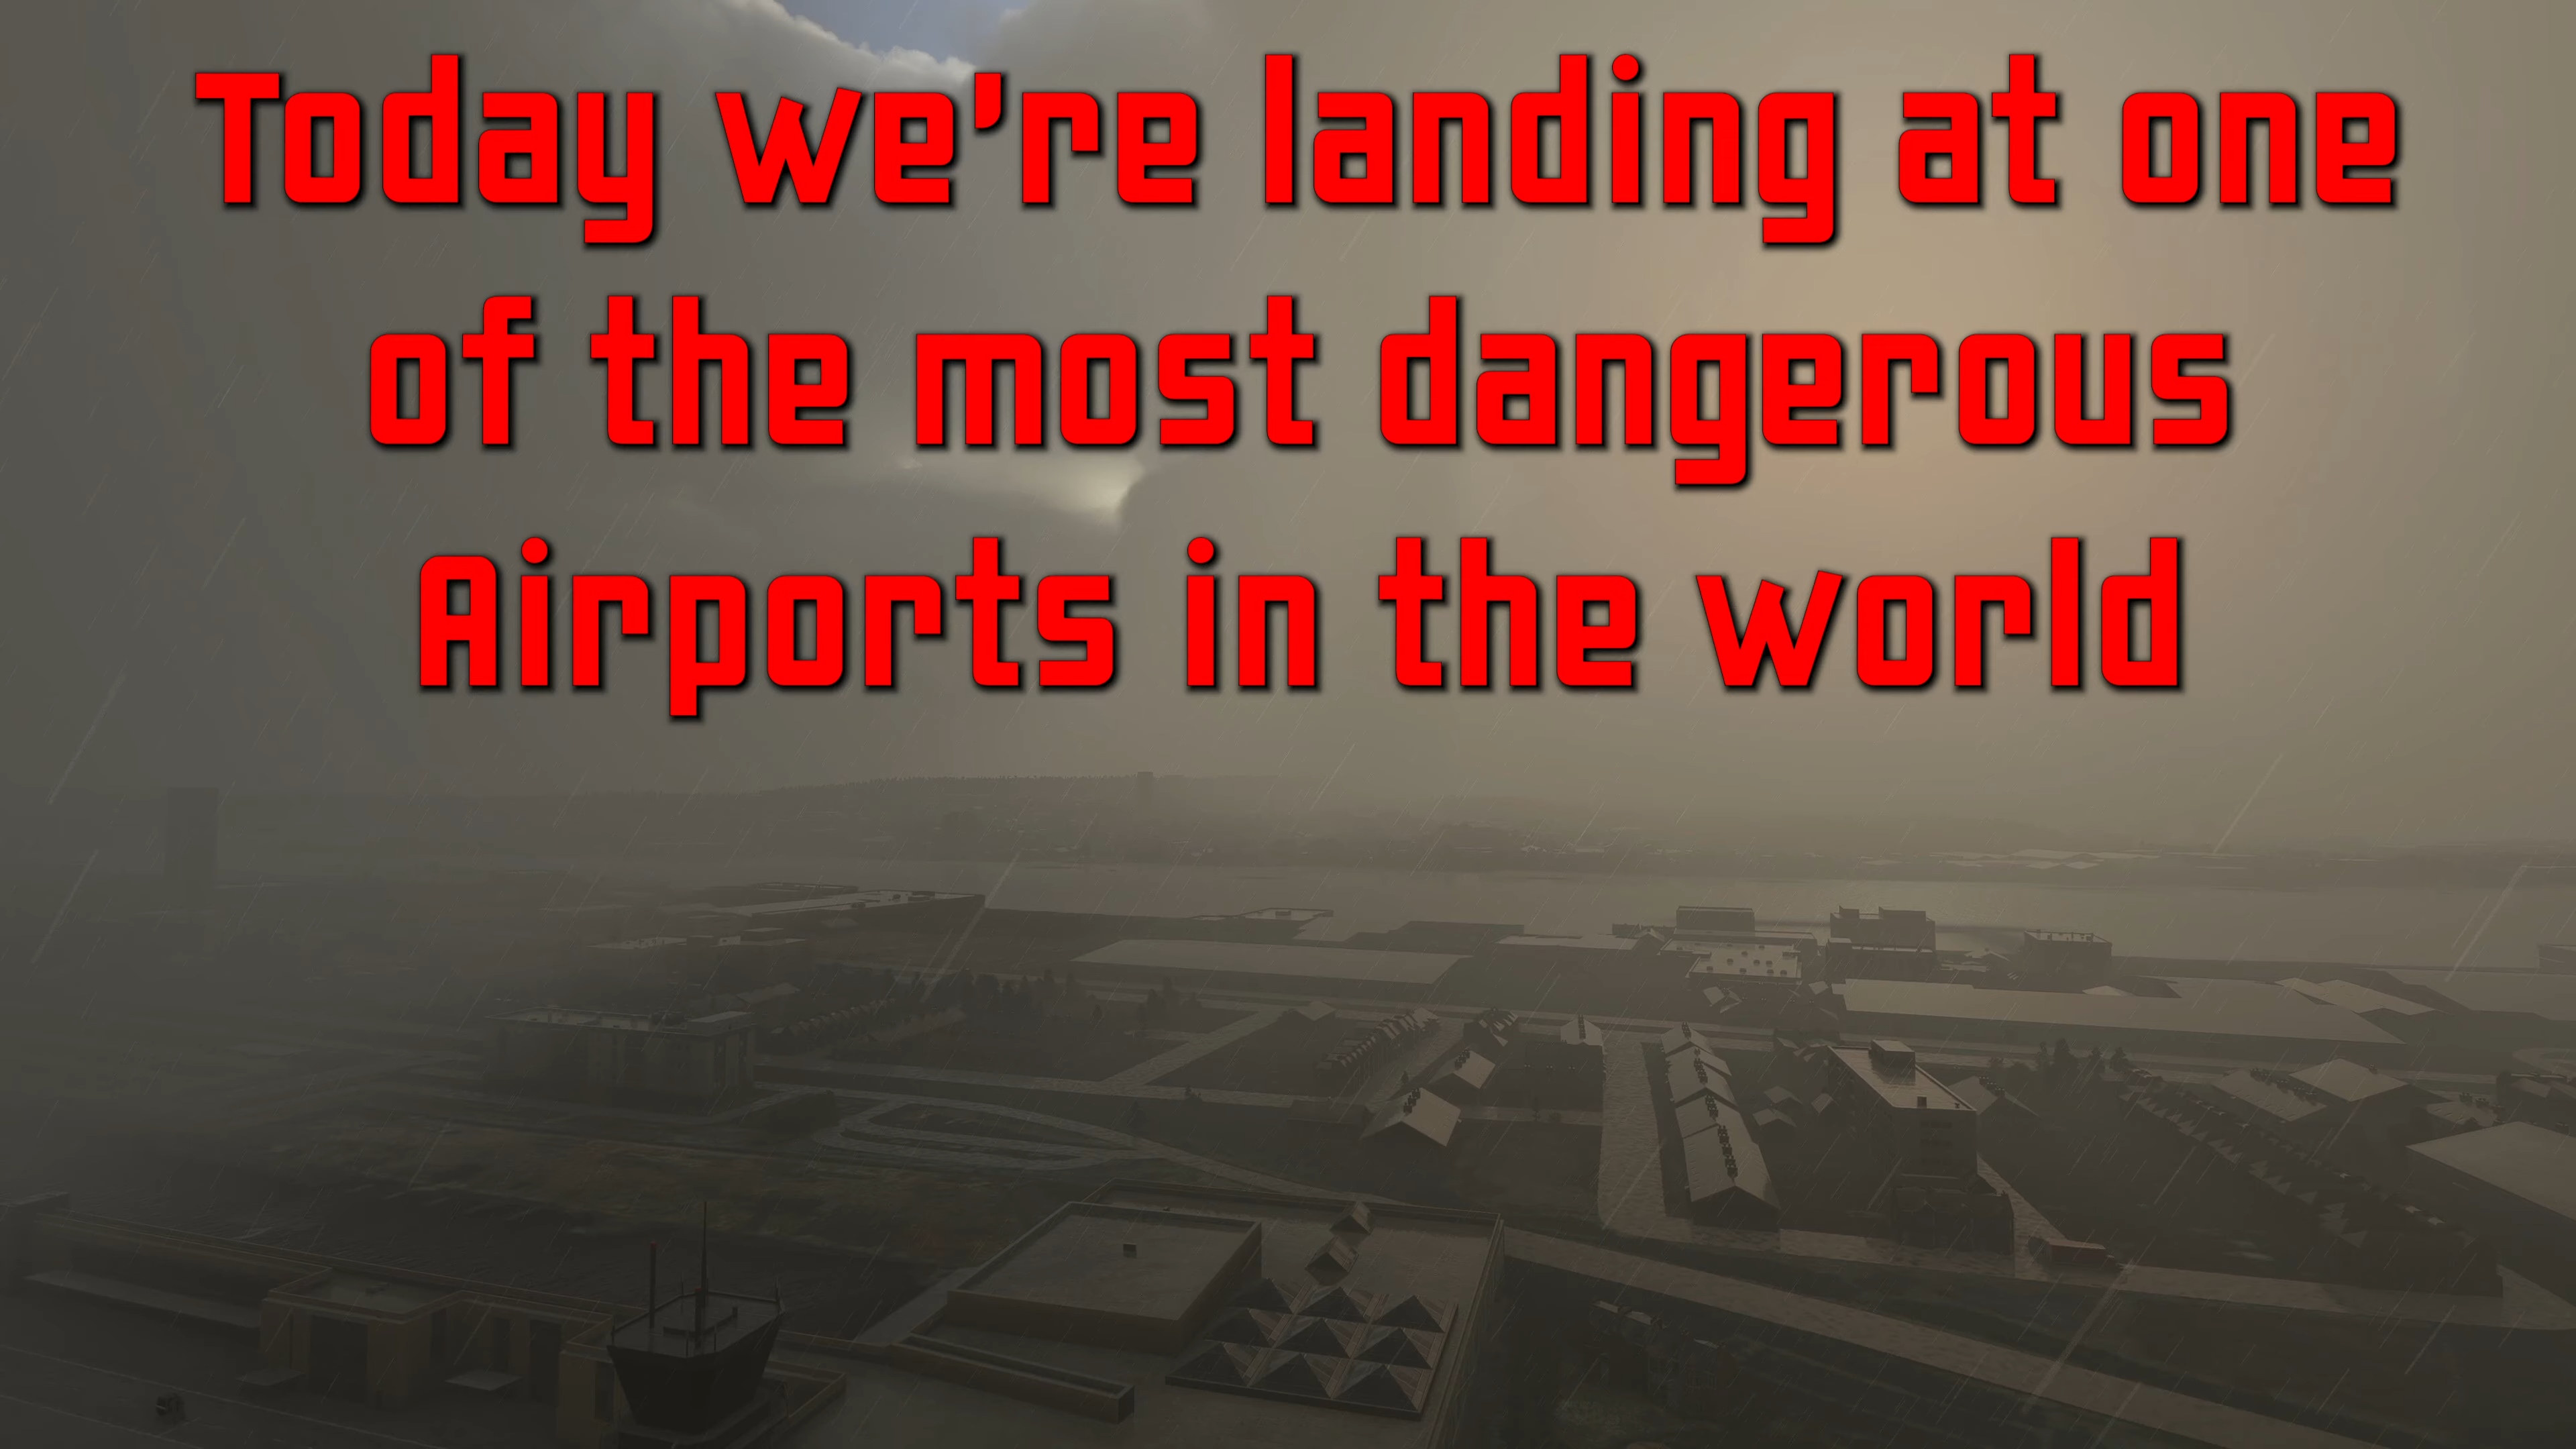 Today we're landing at one
of the most dangerous
Airports in the world